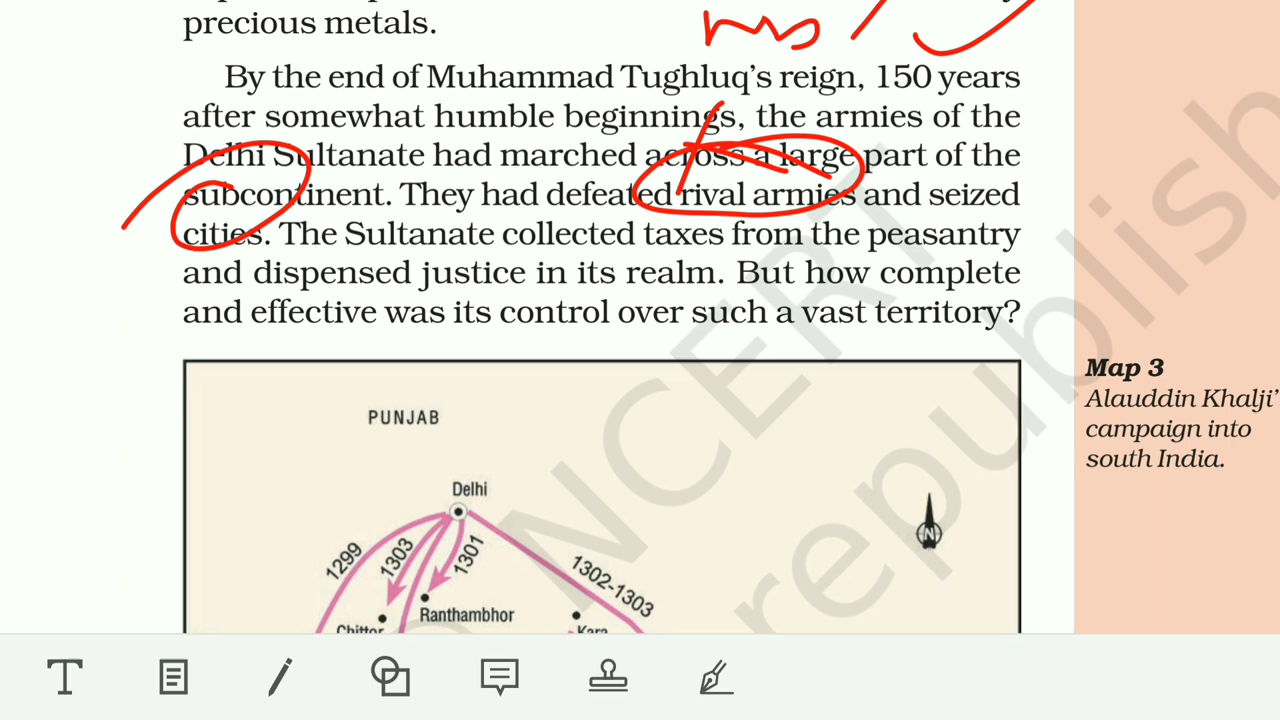 precious metals.
By the end of Muhammad Tughluq's reign, 150 years
after somewhat humble beginnings, the armies of the
Delhi Sultanate had marched across a large part of the
subcontinent. They had defeated rival armies and seized
cities. The Sultanate collected taxes from the peasantry
and dispensed justice in its realm. But how complete
and effective was its control over such a vast territory?
Map 3
Alauddin Khalji'
campaign into
south India.
PUNJAB
Delhi
N
1299
1303
1301
1302-1303
Ranthambhor
Chittor
Kara
NCERT
republish
T